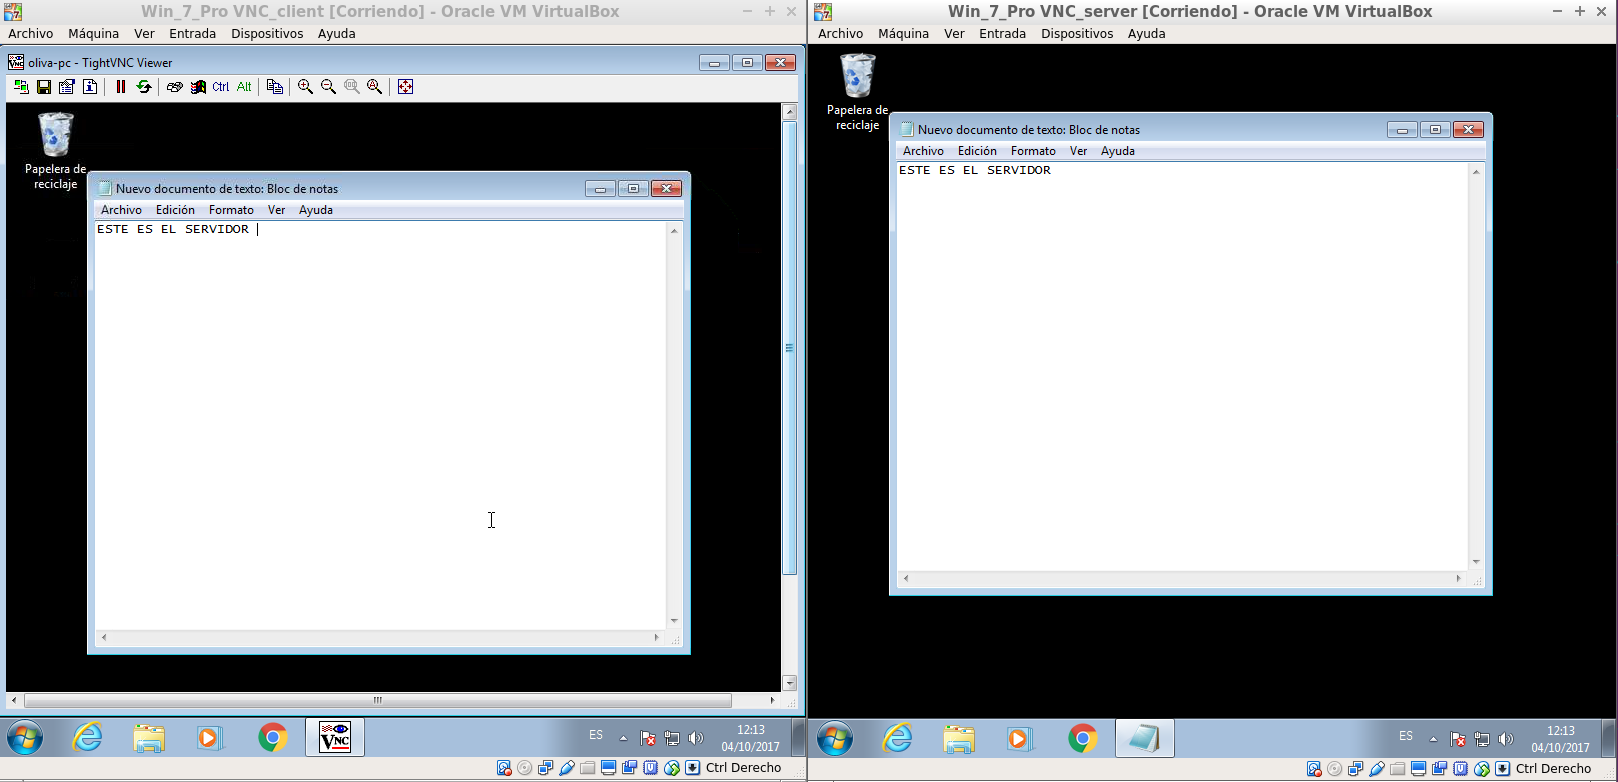 Win_7_Pro VNC_client [Corriendo] - Oracle VM VirtualBox
Archivo Máquina Ver Entrada Dispositivos Ayuda
oliva-pc - TightVNC Viewer
Ctrl Alt
Papelera de
reciclaje
Nuevo documento de texto: Bloc de notas
Archivo Edición Formato Ver Ayuda
ESTE ES EL SERVIDOR
VNC
ES
12:13
04/10/2017
Ctrl Derecho
Win_7_Pro VNC_server [Corriendo] - Oracle VM VirtualBox
Archivo Máquina Ver Entrada Dispositivos Ayuda
Papelera de
reciclaje
Nuevo documento de texto: Bloc de notas
Archivo Edición Formato Ver Ayuda
ESTE ES EL SERVIDOR
ES
12:13
04/10/2017
Ctrl Derecho